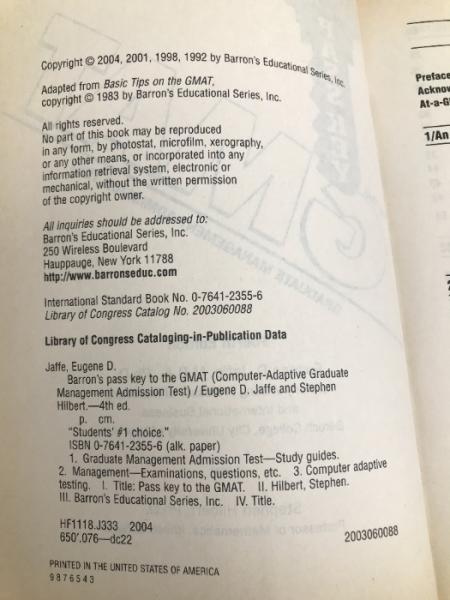 Copyright © 2004, 2001, 1998, 1992 by Barron's Educational Series, Inc.
Adapted from Basic Tips on the GMAT,
copyright © 1983 by Barron's Educational Series, Inc.
All rights reserved.
No part of this book may be reproduced
in any form, by photostat, microfilm, xerography,
or any other means, or incorporated into any
information retrieval system, electronic or
mechanical, without the written permission
of the copyright owner.
All inquiries should be addressed to:
Barron's Educational Series, Inc.
250 Wireless Boulevard
Hauppauge, New York 11788
http://www.barronseduc.com
International Standard Book No. 0-7641-2355-6
Library of Congress Catalog No. 2003060088
Library of Congress Cataloging-in-Publication Data
Jaffe, Eugene D.
Barron's pass key to the GMAT (Computer-Adaptive Graduate
Management Admission Test) / Eugene D. Jaffe and Stephen
Hilbert.—4th ed.
p. cm.
"Students' #1 choice."
ISBN 0-7641-2355-6 (alk. paper)
1. Graduate Management Admission Test—Study guides.
2. Management—Examinations, questions, etc. 3. Computer adaptive
testing. I. Title: Pass key to the GMAT. II. Hilbert, Stephen.
III. Barron's Educational Series, Inc. IV. Title.
HF1118.J333 2004
650'.076—dc22 2003060088
PRINTED IN THE UNITED STATES OF AMERICA
9 8 7 6 5 4 3
Preface
Acknow
At-a-G
1/An